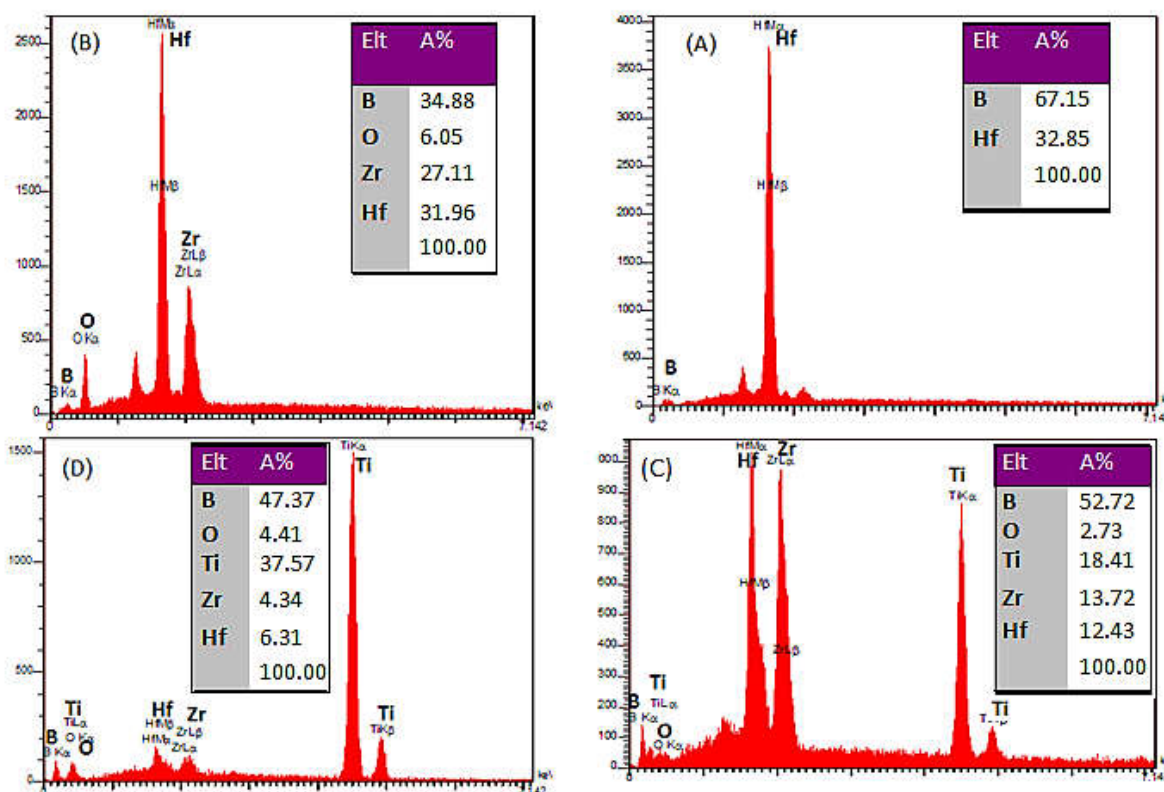 (B)
2500
2000
1500
1000
500
0
HfMα
Hf
HfMβ
Zr
ZrLβ
ZrLα
O
O Kα
B
B Kα
0
7.142
Elt A%
B 34.88
O 6.05
Zr 27.11
Hf 31.96
100.00
(A)
4000
3500
3000
2500
2000
1500
1000
500
0
HfMα
Hf
HfMβ
B
B Kα
0
Elt A%
B 67.15
Hf 32.85
100.00
(D)
1500
1000
500
0
TiKα
Ti
Ti
TiKβ
Hf
HfMβ
HfMα
Zr
ZrLβ
ZrLα
Ti
TiLα
O Kα
O
B
B Kα
0
Elt A%
B 47.37
O 4.41
Ti 37.57
Zr 4.34
Hf 6.31
100.00
(C)
900
800
700
600
500
400
300
200
100
0
HfMα
Hf
HfMβ
Zr
ZrLα
ZrLβ
Ti
TiKα
Ti
B
B Kα
Ti
TiLα
O
O Kα
0
Elt A%
B 52.72
O 2.73
Ti 18.41
Zr 13.72
Hf 12.43
100.00